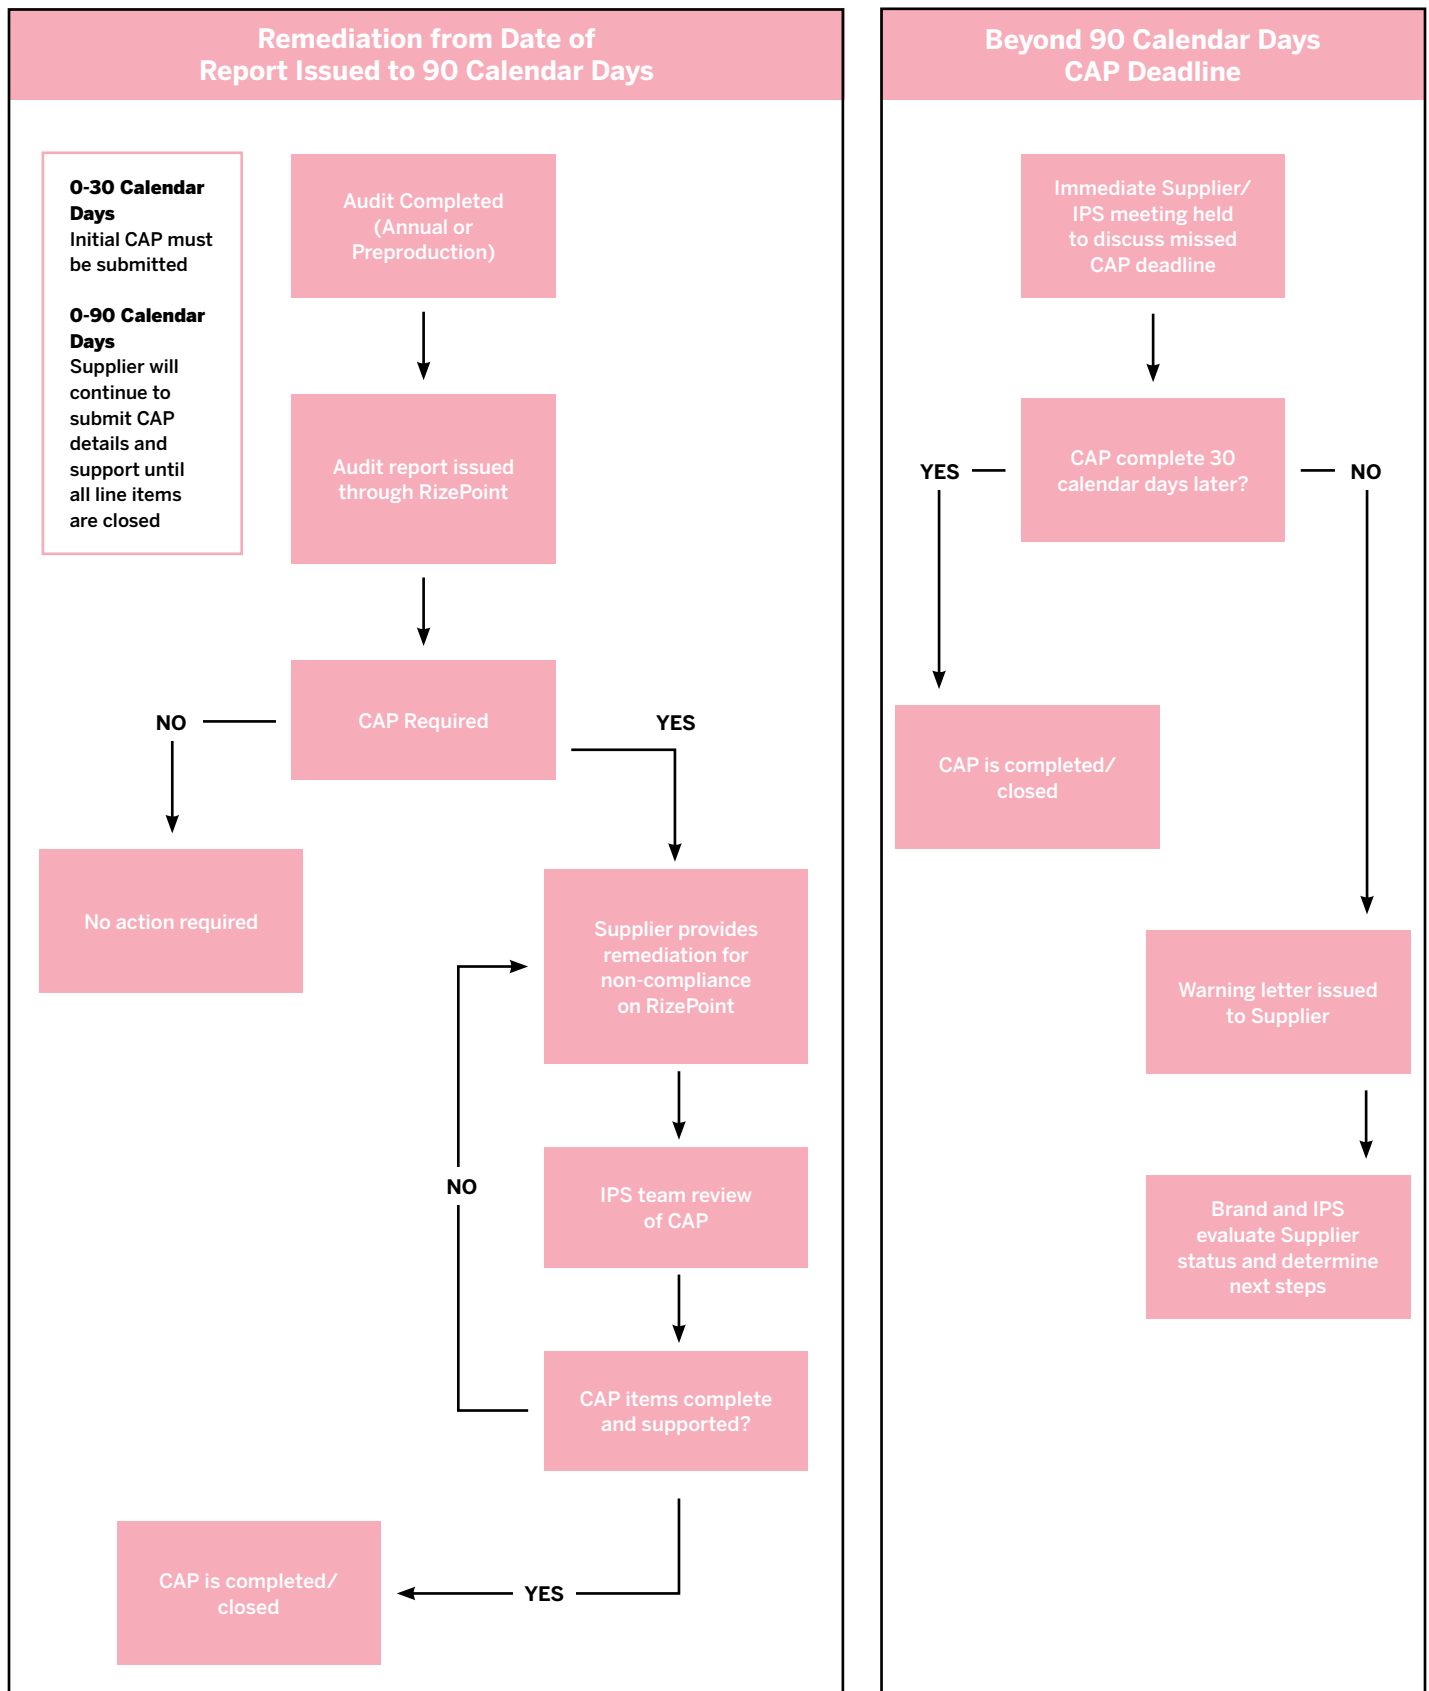 Remediation from Date of
Report Issued to 90 Calendar Days
0-30 Calendar
Days
Initial CAP must
be submitted
0-90 Calendar
Days
Supplier will
continue to
submit CAP
details and
support until
all line items
are closed
Audit Completed
(Annual or
Preproduction)
Audit report issued
through RizePoint
CAP Required
NO
YES
No action required
Supplier provides
remediation for
non-compliance
on RizePoint
NO
IPS team review
of CAP
CAP items complete
and supported?
YES
CAP is completed/
closed
Beyond 90 Calendar Days
CAP Deadline
Immediate Supplier/
IPS meeting held
to discuss missed
CAP deadline
CAP complete 30
calendar days later?
YES
NO
CAP is completed/
closed
Warning letter issued
to Supplier
Brand and IPS
evaluate Supplier
status and determine
next steps